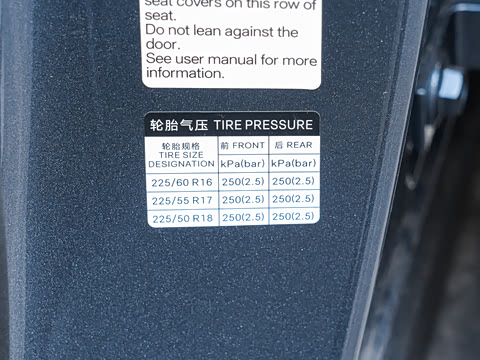 seat covers on this row of
seat.
Do not lean against the
door.
See user manual for more
information.
轮胎气压 TIRE PRESSURE
轮胎规格
TIRE SIZE
DESIGNATION
前 FRONT
后 REAR
kPa(bar)
kPa(bar)
225/60 R16 250(2.5) 250(2.5)
225/55 R17 250(2.5) 250(2.5)
225/50 R18 250(2.5) 250(2.5)